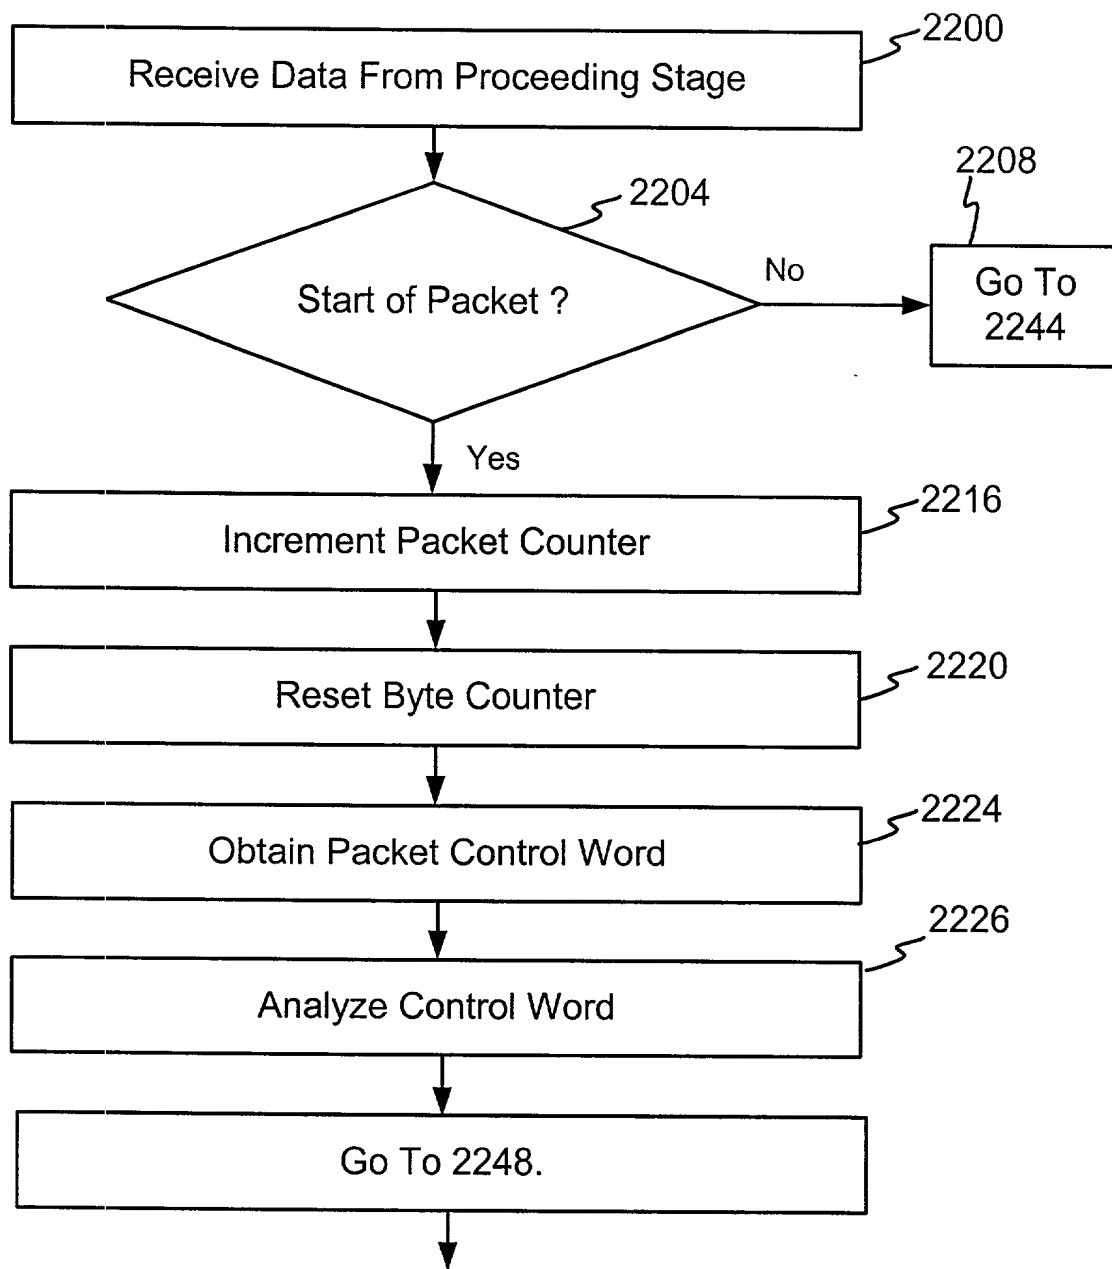 2200
Receive Data From Proceeding Stage
2204
2208
Start of Packet ?
No
Go To
2244
Yes
2216
Increment Packet Counter
2220
Reset Byte Counter
2224
Obtain Packet Control Word
2226
Analyze Control Word
Go To 2248.